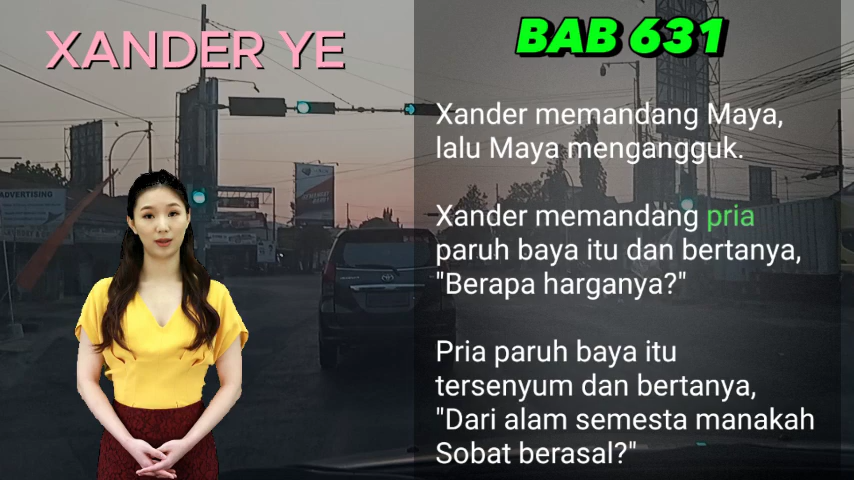 XANDER YE
BAB 631
Xander memandang Maya,
lalu Maya mengangguk.
Xander memandang pria
paruh baya itu dan bertanya,
"Berapa harganya?"
Pria paruh baya itu
tersenyum dan bertanya,
"Dari alam semesta manakah
Sobat berasal?"
ADVERTISING